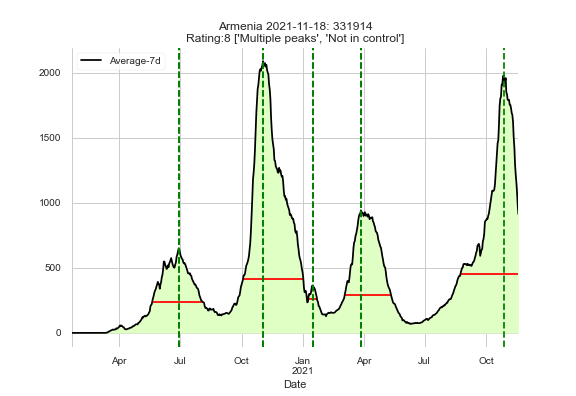 Armenia 2021-11-18: 331914
Rating:8 ['Multiple peaks', 'Not in control']
Average-7d
2000
1500
1000
500
0
Apr Jul Oct Jan Apr Jul Oct
2021
Date